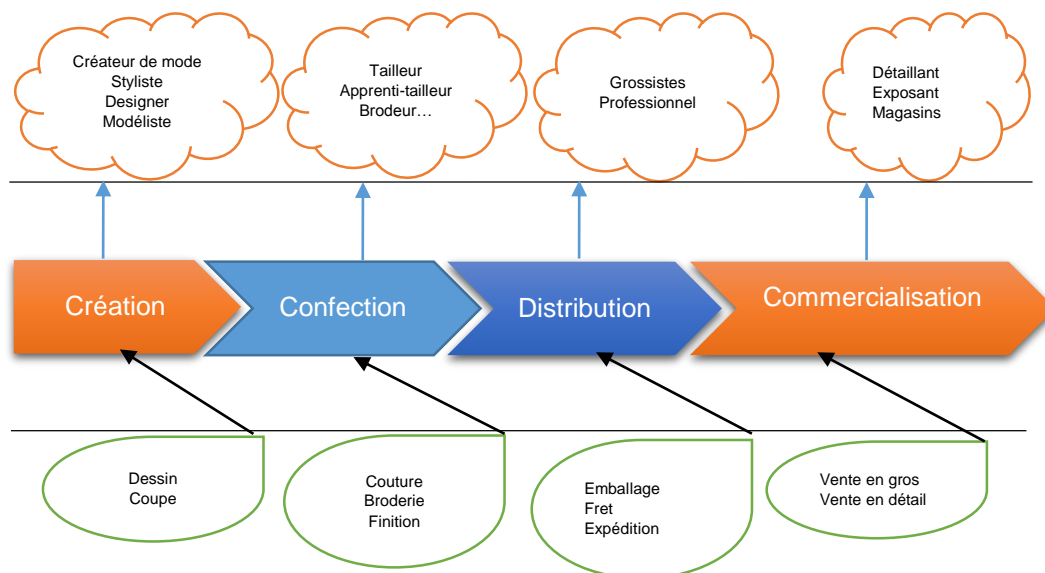 Créateur de mode
Styliste
Designer
Modéliste
Tailleur
Apprenti-tailleur
Brodeur…
Grossistes
Professionnel
Détaillant
Exposant
Magasins
Création
Confection
Distribution
Commercialisation
Dessin
Coupe
Couture
Broderie
Finition
Emballage
Fret
Expédition
Vente en gros
Vente en détail